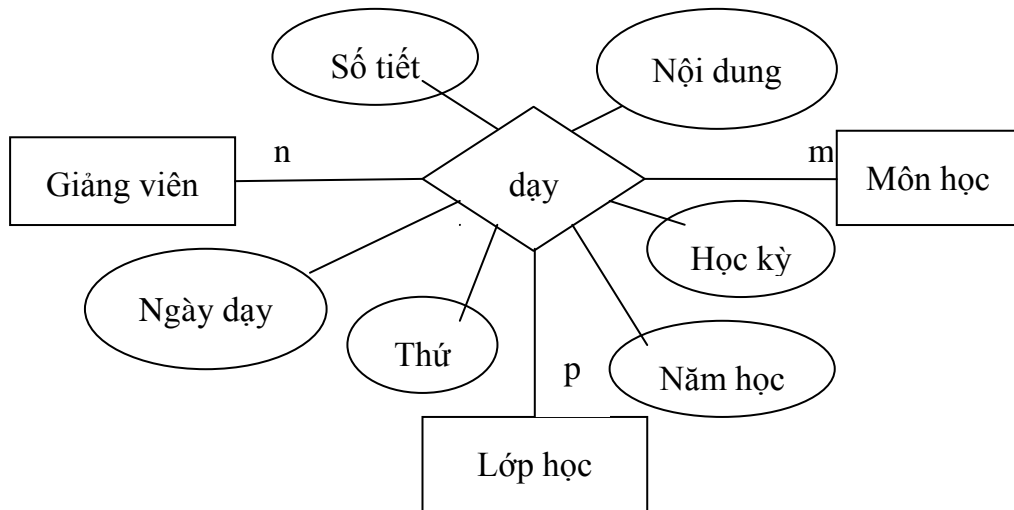 Số tiết
Nội dung
n
m
Giảng viên
dạy
Môn học
Học kỳ
Ngày dạy
Thứ
p
Năm học
Lớp học